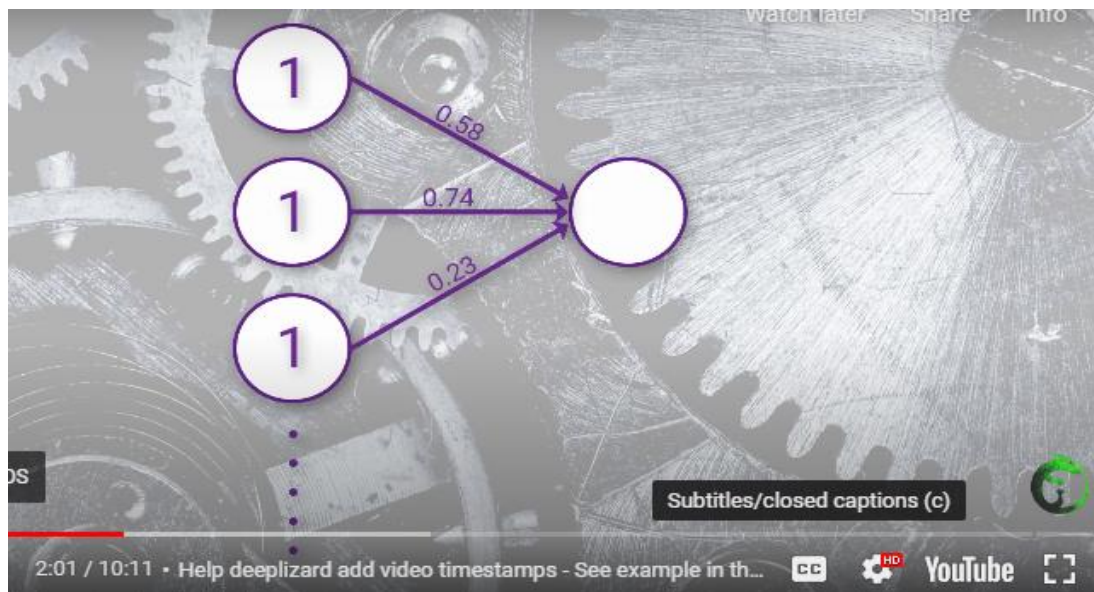 Watch later Share Info
1
0.58
1
0.74
0.23
1
OS
Subtitles/closed captions (c)
2:01 / 10:11 • Help deeplizard add video timestamps - See example in th... CC HD YouTube